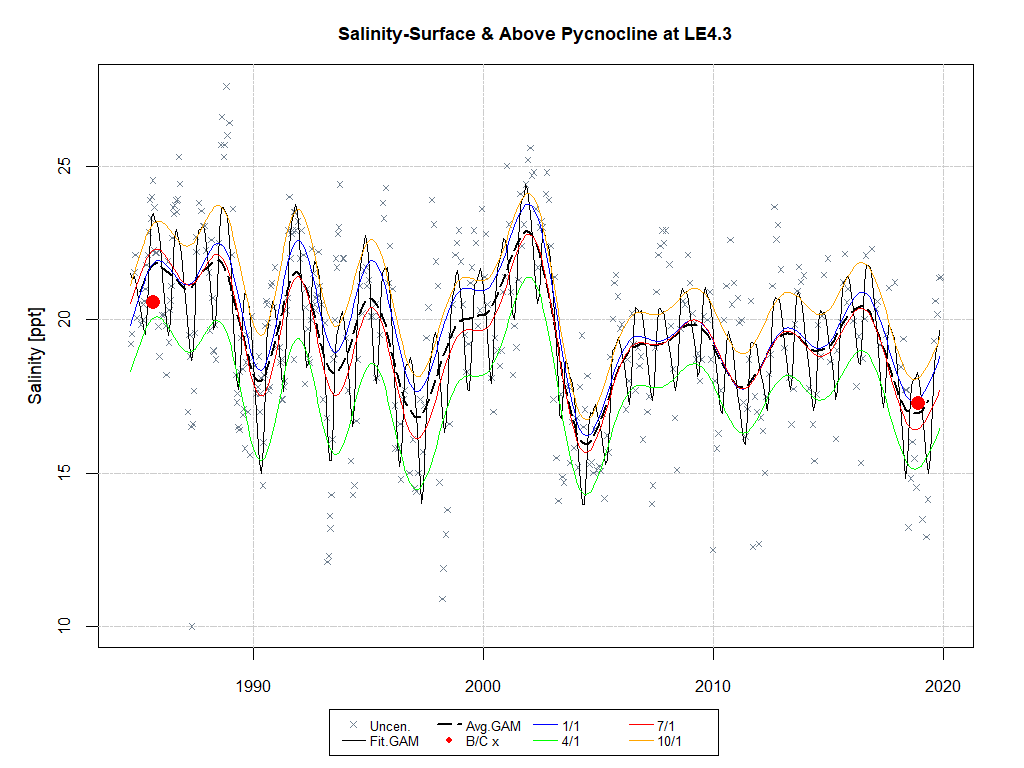 Salinity-Surface & Above Pycnocline at LE4.3
Salinity [ppt]
25
20
15
10
1990 2000 2010 2020
Uncen. Avg.GAM 1/1 7/1
Fit.GAM B/C x 4/1 10/1